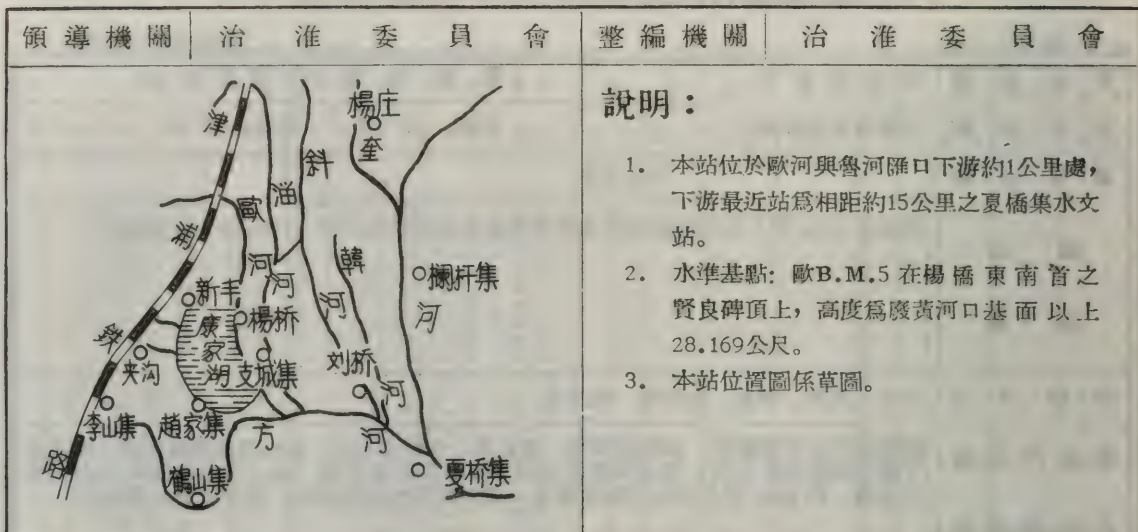 領導機關 治淮委員會 整編機關 治淮委員會
說明：
1. 本站位於歐河與魯河匯口下游約1公里處，
下游最近站爲相距約15公里之夏橋集水文
站。
2. 水準基點：歐B.M.5在楊橋東南首之
賢良碑頂上，高度爲廢黃河口基面以上
28.169公尺。
3. 本站位置圖係草圖。
津浦鉄路
楊庄
奎河
斜河
歐河
韓河
欄杆集
新丰
楊桥
康家湖
夹沟
支城集
刘桥
李山集
趙家集
方河
鶴山集
夏桥集